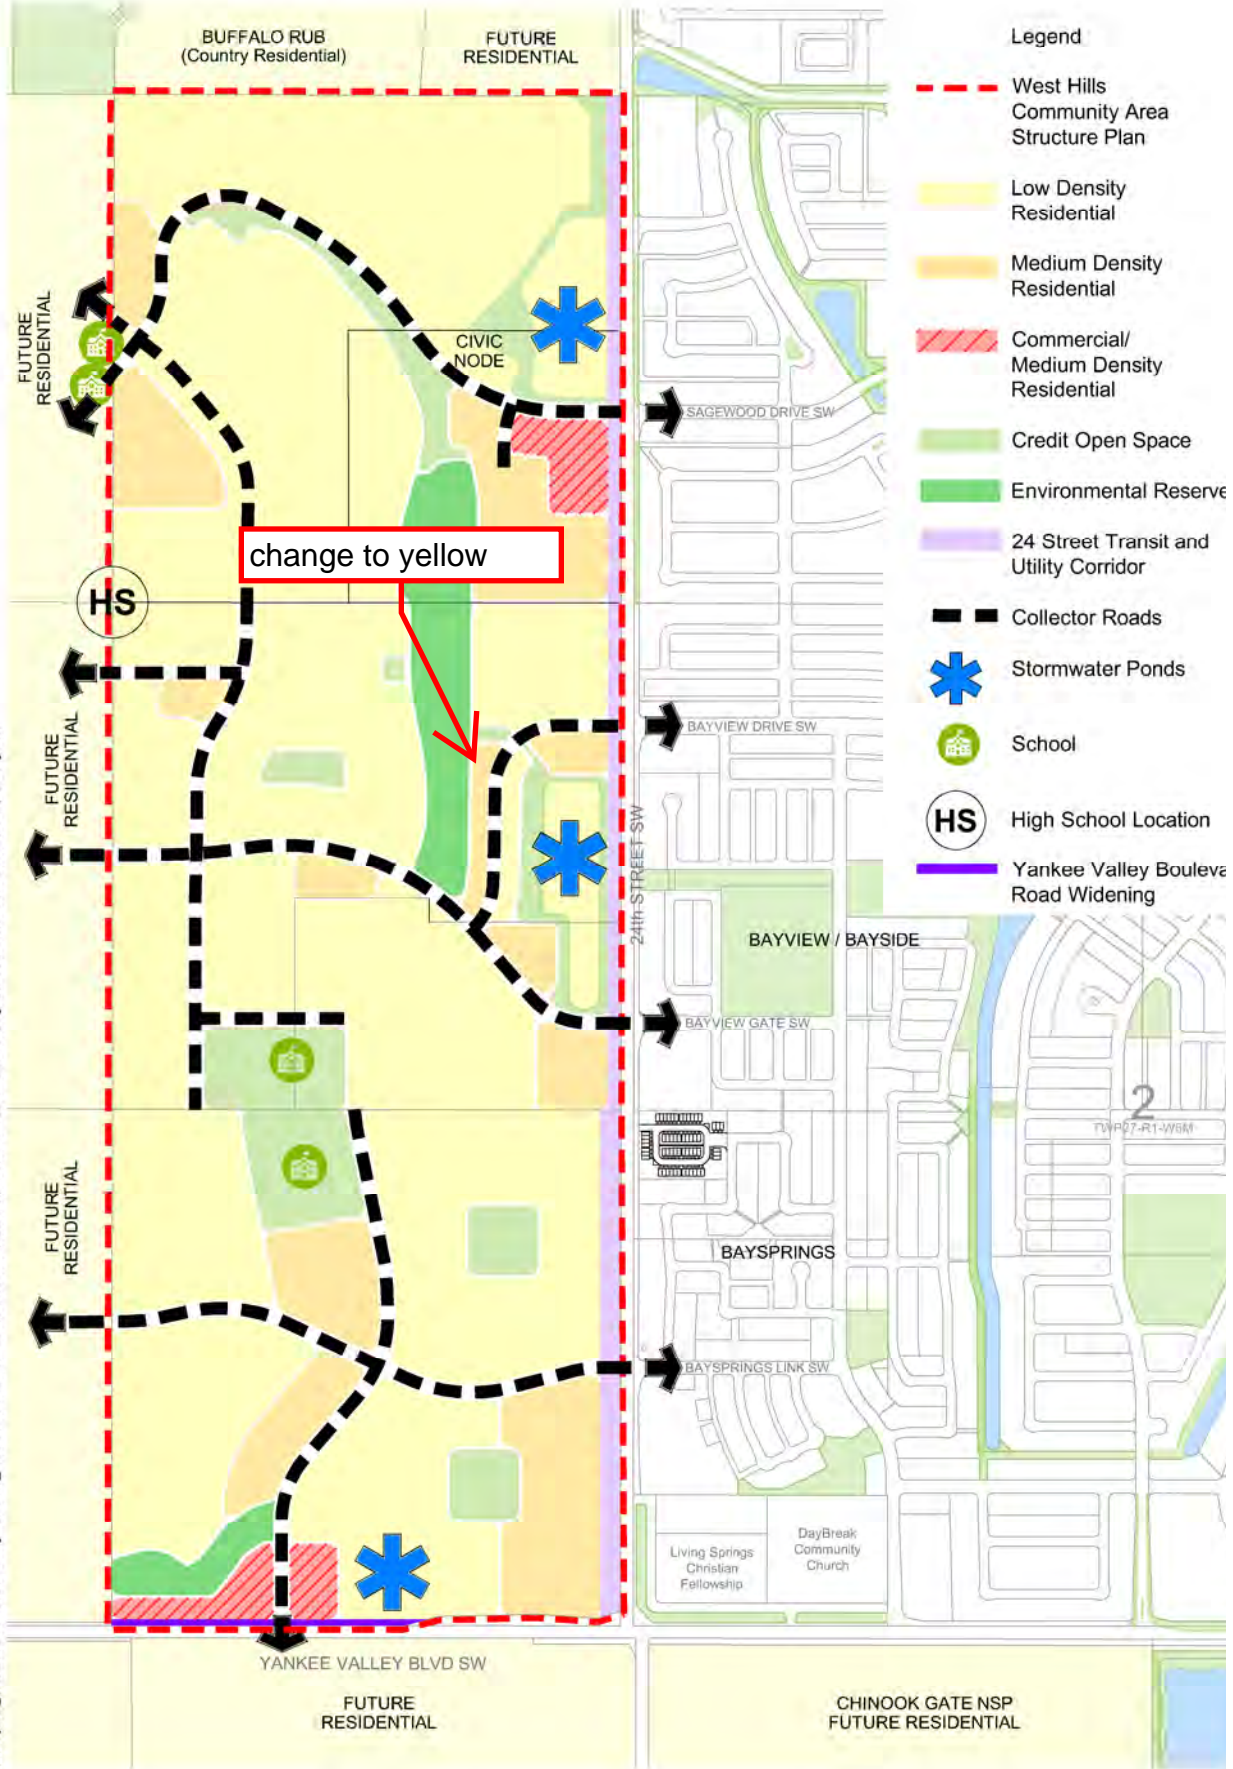 BUFFALO RUB
(Country Residential)
FUTURE
RESIDENTIAL
Legend
West Hills
Community Area
Structure Plan
Low Density
Residential
Medium Density
Residential
Commercial/
Medium Density
Residential
Credit Open Space
Environmental Reserve
24 Street Transit and
Utility Corridor
Collector Roads
Stormwater Ponds
School
HS
High School Location
Yankee Valley Bouleva
Road Widening
FUTURE
RESIDENTIAL
CIVIC
NODE
SAGEWOOD DRIVE SW
change to yellow
HS
FUTURE
RESIDENTIAL
BAYVIEW DRIVE SW
24th STREET SW
BAYVIEW / BAYSIDE
BAYVIEW GATE SW
2
TWP27-R1-W5M
FUTURE
RESIDENTIAL
BAYSPRINGS
BAYSPRINGS LINK SW
Living Springs
Christian
Fellowship
DayBreak
Community
Church
YANKEE VALLEY BLVD SW
FUTURE
RESIDENTIAL
CHINOOK GATE NSP
FUTURE RESIDENTIAL